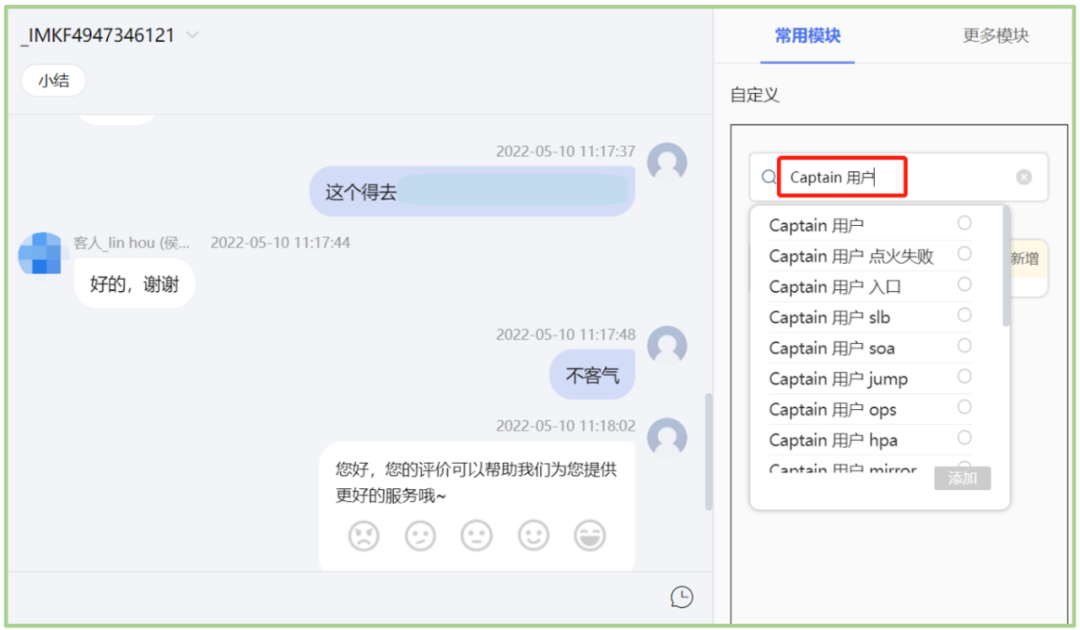 _IMKF4947346121
小结
2022-05-10 11:17:37
这个得去
客人_lin hou (侯...
2022-05-10 11:17:44
好的，谢谢
2022-05-10 11:17:48
不客气
2022-05-10 11:18:02
您好，您的评价可以帮助我们为您提供
更好的服务哦~
常用模块
更多模块
自定义
Captain 用户
Captain 用户
Captain 用户 点火失败
新增
Captain 用户 入口
Captain 用户 slb
Captain 用户 soa
Captain 用户 jump
Captain 用户 ops
Captain 用户 hpa
Captain 用户 mirror
添加